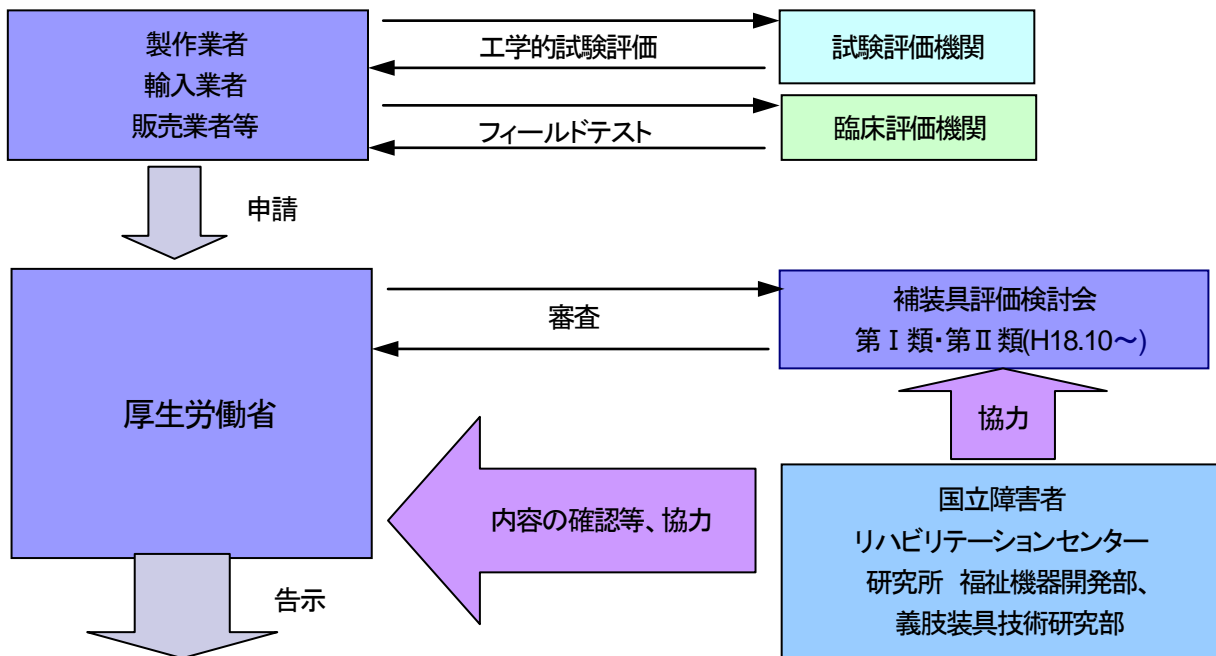 製作業者
輸入業者
販売業者等
工学的試験評価
試験評価機関
フィールドテスト
臨床評価機関
申請
厚生労働省
審査
補装具評価検討会
第Ⅰ類・第Ⅱ類(H18.10～)
協力
内容の確認等、協力
国立障害者
リハビリテーションセンター
研究所 福祉機器開発部、
義肢装具技術研究部
告示